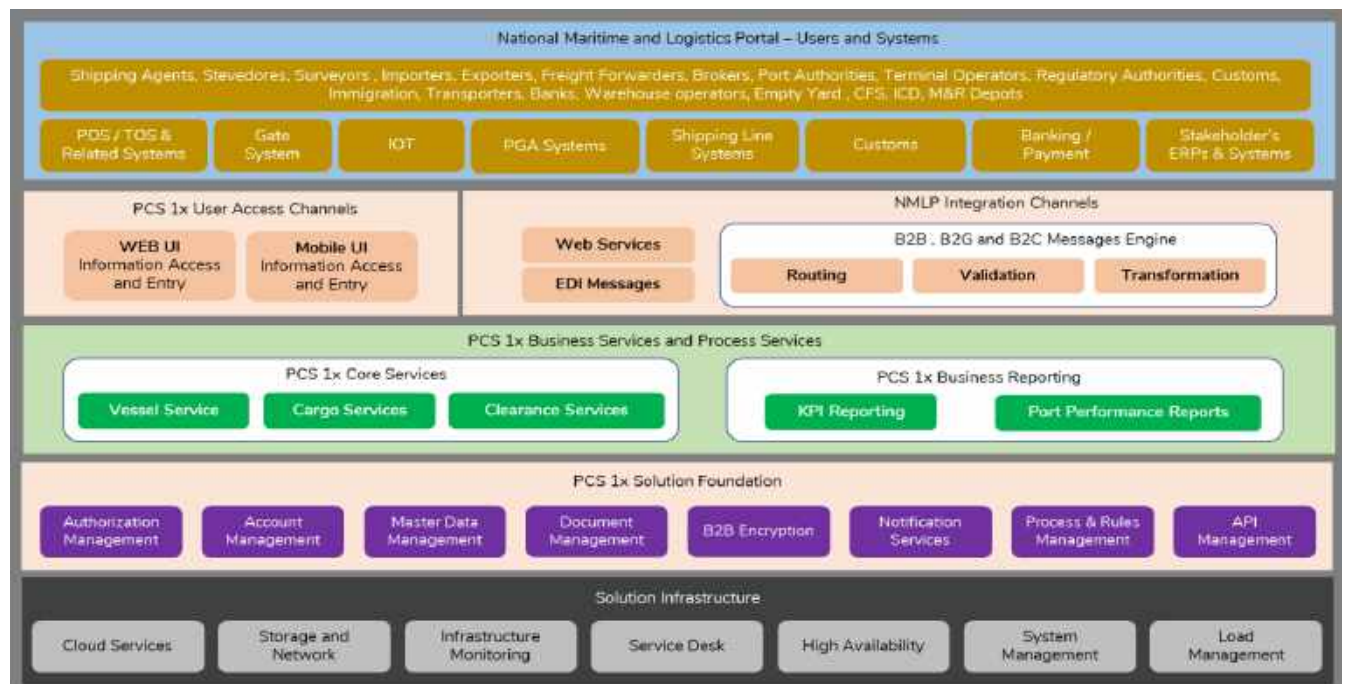 National Maritime and Logistics Portal – Users and Systems
Shipping Agents, Stevedores, Surveyors , Importers, Exporters, Freight Forwarders, Brokers, Port Authorities, Terminal Operators, Regulatory Authorities, Customs,
Immigration, Transporters, Banks, Warehouse operators, Empty Yard , CFS, ICD, M&R Depots
POS / TOS &
Related Systems
Gate
System
IOT
PGA Systems
Shipping Line
Systems
Customs
Banking /
Payment
Stakeholder's
ERPs & Systems
PCS 1x User Access Channels
WEB UI
Information Access
and Entry
Mobile UI
Information Access
and Entry
NMLP Integration Channels
Web Services
EDI Messages
B2B , B2G and B2C Messages Engine
Routing
Validation
Transformation
PCS 1x Business Services and Process Services
PCS 1x Core Services
Vessel Service
Cargo Services
Clearance Services
PCS 1x Business Reporting
KPI Reporting
Port Performance Reports
PCS 1x Solution Foundation
Authorization
Management
Account
Management
Master Data
Management
Document
Management
B2B Encryption
Notification
Services
Process & Rules
Management
API
Management
Solution Infrastructure
Cloud Services
Storage and
Network
Infrastructure
Monitoring
Service Desk
High Availability
System
Management
Load
Management